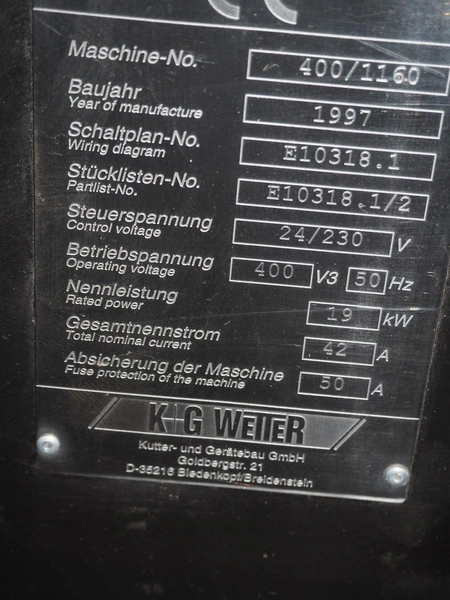 CE
Maschine-No. 400/1160
Baujahr
Year of manufacture 1997
Schaltplan-No.
Wiring diagram E10318.1
Stücklisten-No.
Partlist-No. E10318.1/2
Steuerspannung
Control voltage 24/230 V
Betriebspannung
Operating voltage 400 V3 50 Hz
Nennleistung
Rated power 19 kW
Gesamtnennstrom
Total nominal current 42 A
Absicherung der Maschine
Fuse protection of the machine 50 A
K+G WETTER
Kutter- und Gerätebau GmbH
Goldbergstr. 21
D-35216 Biedenkopf/Breidenstein